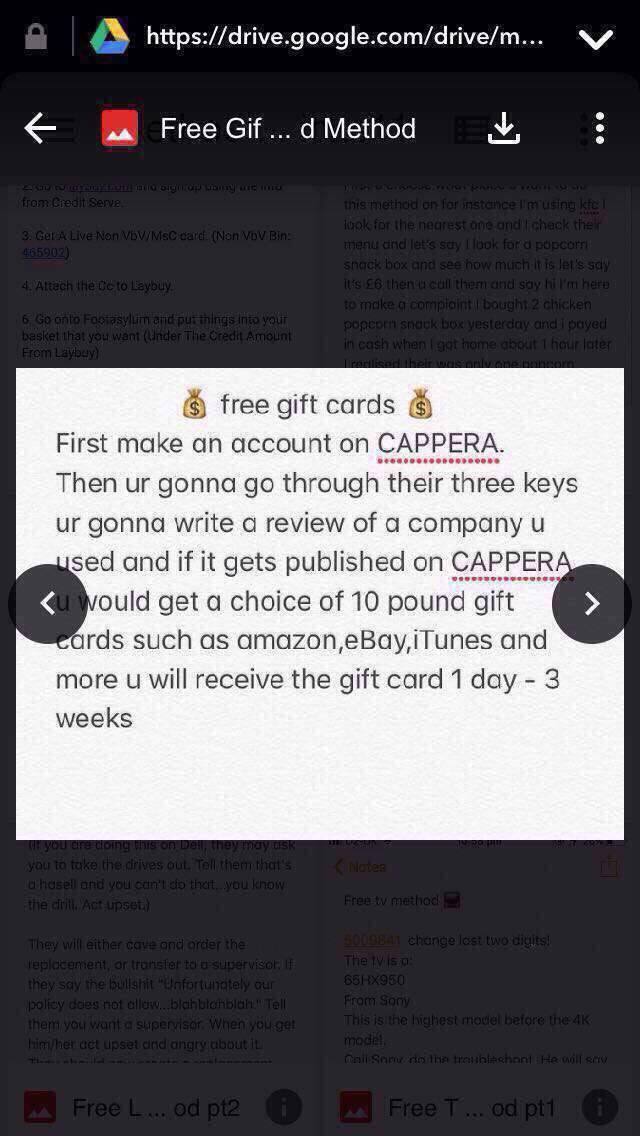 https://drive.google.com/drive/m...
Free Gif ... d Method
from Credit Serve.
3. Get A Live Non VbV/MsC card. (Non VbV Bin:
465902)
4. Attach the Cc to Laybuy.
6. Go onto Footasylum and put things into your
basket that you want (Under The Credit Amount
From Laybuy)
this method on for instance I'm using kfc I
look for the nearest one and I check their
menu and let's say I look for a popcorn
snack box and see how much it is let's say
it's £6 then a call them and say hi I'm here
to make a complaint I bought 2 chicken
popcorn snack box yesterday and i payed
in cash when I got home about 1 hour later
I realised their was only one popcorn
💰 free gift cards 💰
First make an account on CAPPERA.
Then ur gonna go through their three keys
ur gonna write a review of a company u
used and if it gets published on CAPPERA
u would get a choice of 10 pound gift
cards such as amazon,eBay,iTunes and
more u will receive the gift card 1 day - 3
weeks
(If you are doing this on Dell, they may ask
you to take the drives out. Tell them that's
a hasell and you can't do that...you know
the drill. Act upset.)
They will either cave and order the
replacement, or transfer to a supervisor. If
they say the bullshit "Unfortunately our
policy does not allow...blahblahblah." Tell
them you want a supervisor. When you get
him/her act upset and angry about it.
Notes
Free tv method
5009841 change last two digits!
The tv is a:
65HX950
From Sony
This is the highest model before the 4K
model.
Call Sony, do the troubleshoot. He will say
Free L ... od pt2
Free T ... od pt1